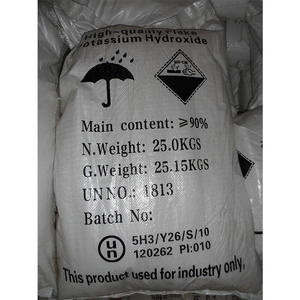 High-quality Flake
Potassium Hydroxide
Main content: ≥90%
N.Weight: 25.0KGS
G.Weight: 25.15KGS
UN NO.: 1813
Batch No:
un
5H3/Y26/S/10
120262 PI:010
This product used for industry only.